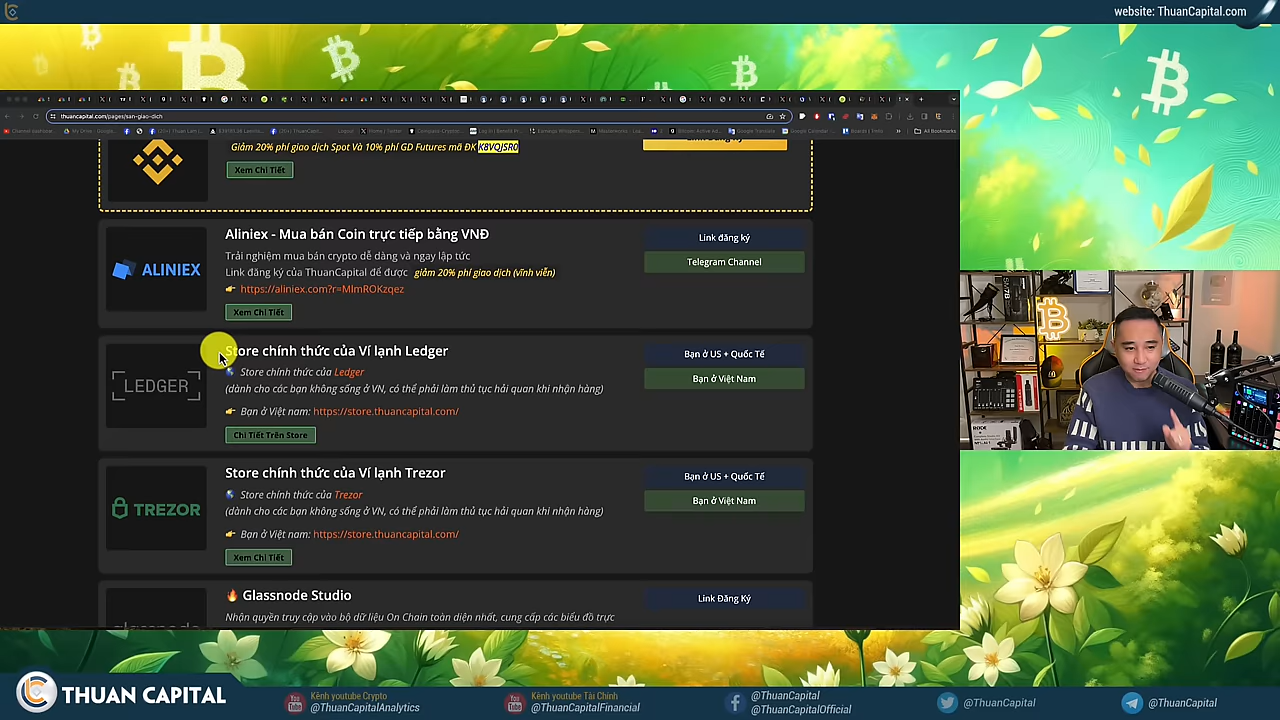 website: ThuanCapital.com
thuancapital.com/pages/san-giao-dich
All Bookmarks
Giảm 20% phí giao dịch Spot Và 10% phí GD Futures mã ĐK K8VQJSR0
Xem Chi Tiết
ALINIEX
Aliniex - Mua bán Coin trực tiếp bằng VNĐ
Trải nghiệm mua bán crypto dễ dàng và ngay lập tức
Link đăng ký của ThuanCapital để được giảm 20% phí giao dịch (vĩnh viễn)
👉 https://aliniex.com?r=MlmROKzqez
Xem Chi Tiết
Link đăng ký
Telegram Channel
LEDGER
Store chính thức của Ví lạnh Ledger
Store chính thức của Ledger
(dành cho các bạn không sống ở VN, có thể phải làm thủ tục hải quan khi nhận hàng)
👉 Bạn ở Việt nam: https://store.thuancapital.com/
Chi Tiết Trên Store
Bạn ở US + Quốc Tế
Bạn ở Việt Nam
TREZOR
Store chính thức của Ví lạnh Trezor
Store chính thức của Trezor
(dành cho các bạn không sống ở VN, có thể phải làm thủ tục hải quan khi nhận hàng)
👉 Bạn ở Việt nam: https://store.thuancapital.com/
Xem Chi Tiết
Bạn ở US + Quốc Tế
Bạn ở Việt Nam
🔥 Glassnode Studio
Nhận quyền truy cập vào bộ dữ liệu On Chain toàn diện nhất, cung cấp các biểu đồ trực
Link Đăng Ký
THUAN CAPITAL
Kênh youtube Crypto
@ThuanCapitalAnalytics
Kênh youtube Tài Chính
@ThuanCapitalFinancial
@ThuanCapital
@ThuanCapitalOfficial
@ThuanCapital
@ThuanCapital